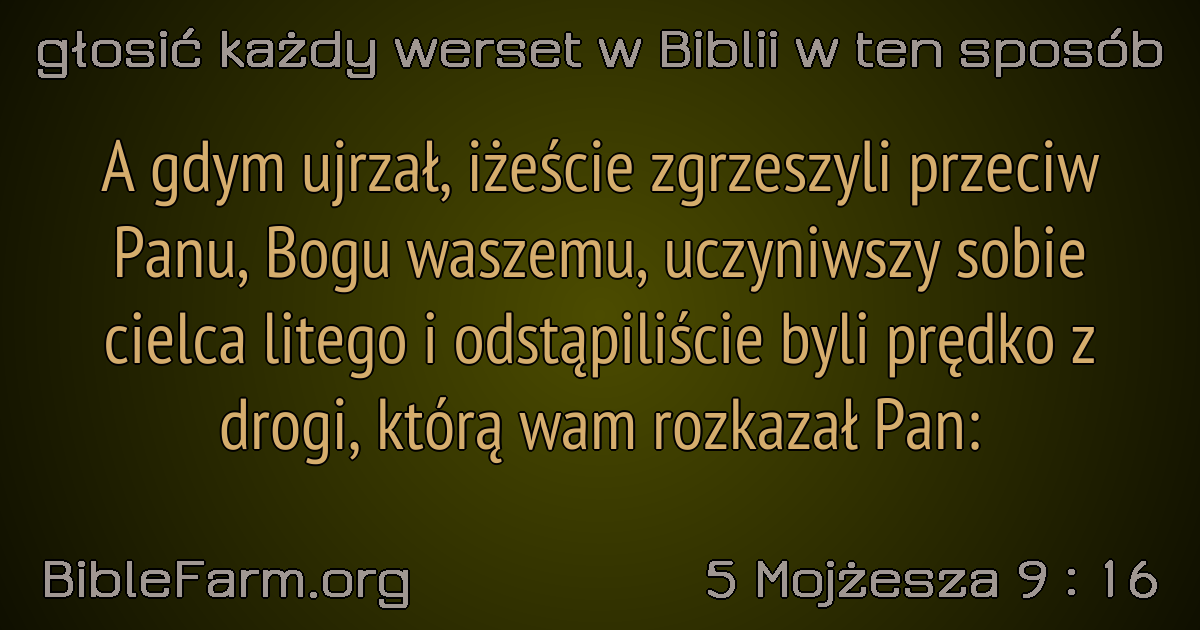 głosić każdy werset w Biblii w ten sposób
A gdym ujrzał, iżeście zgrzeszyli przeciw
Panu, Bogu waszemu, uczyniwszy sobie
cielca litego i odstąpiliście byli prędko z
drogi, którą wam rozkazał Pan:
BibleFarm.org
5 Mojżesza 9 : 16